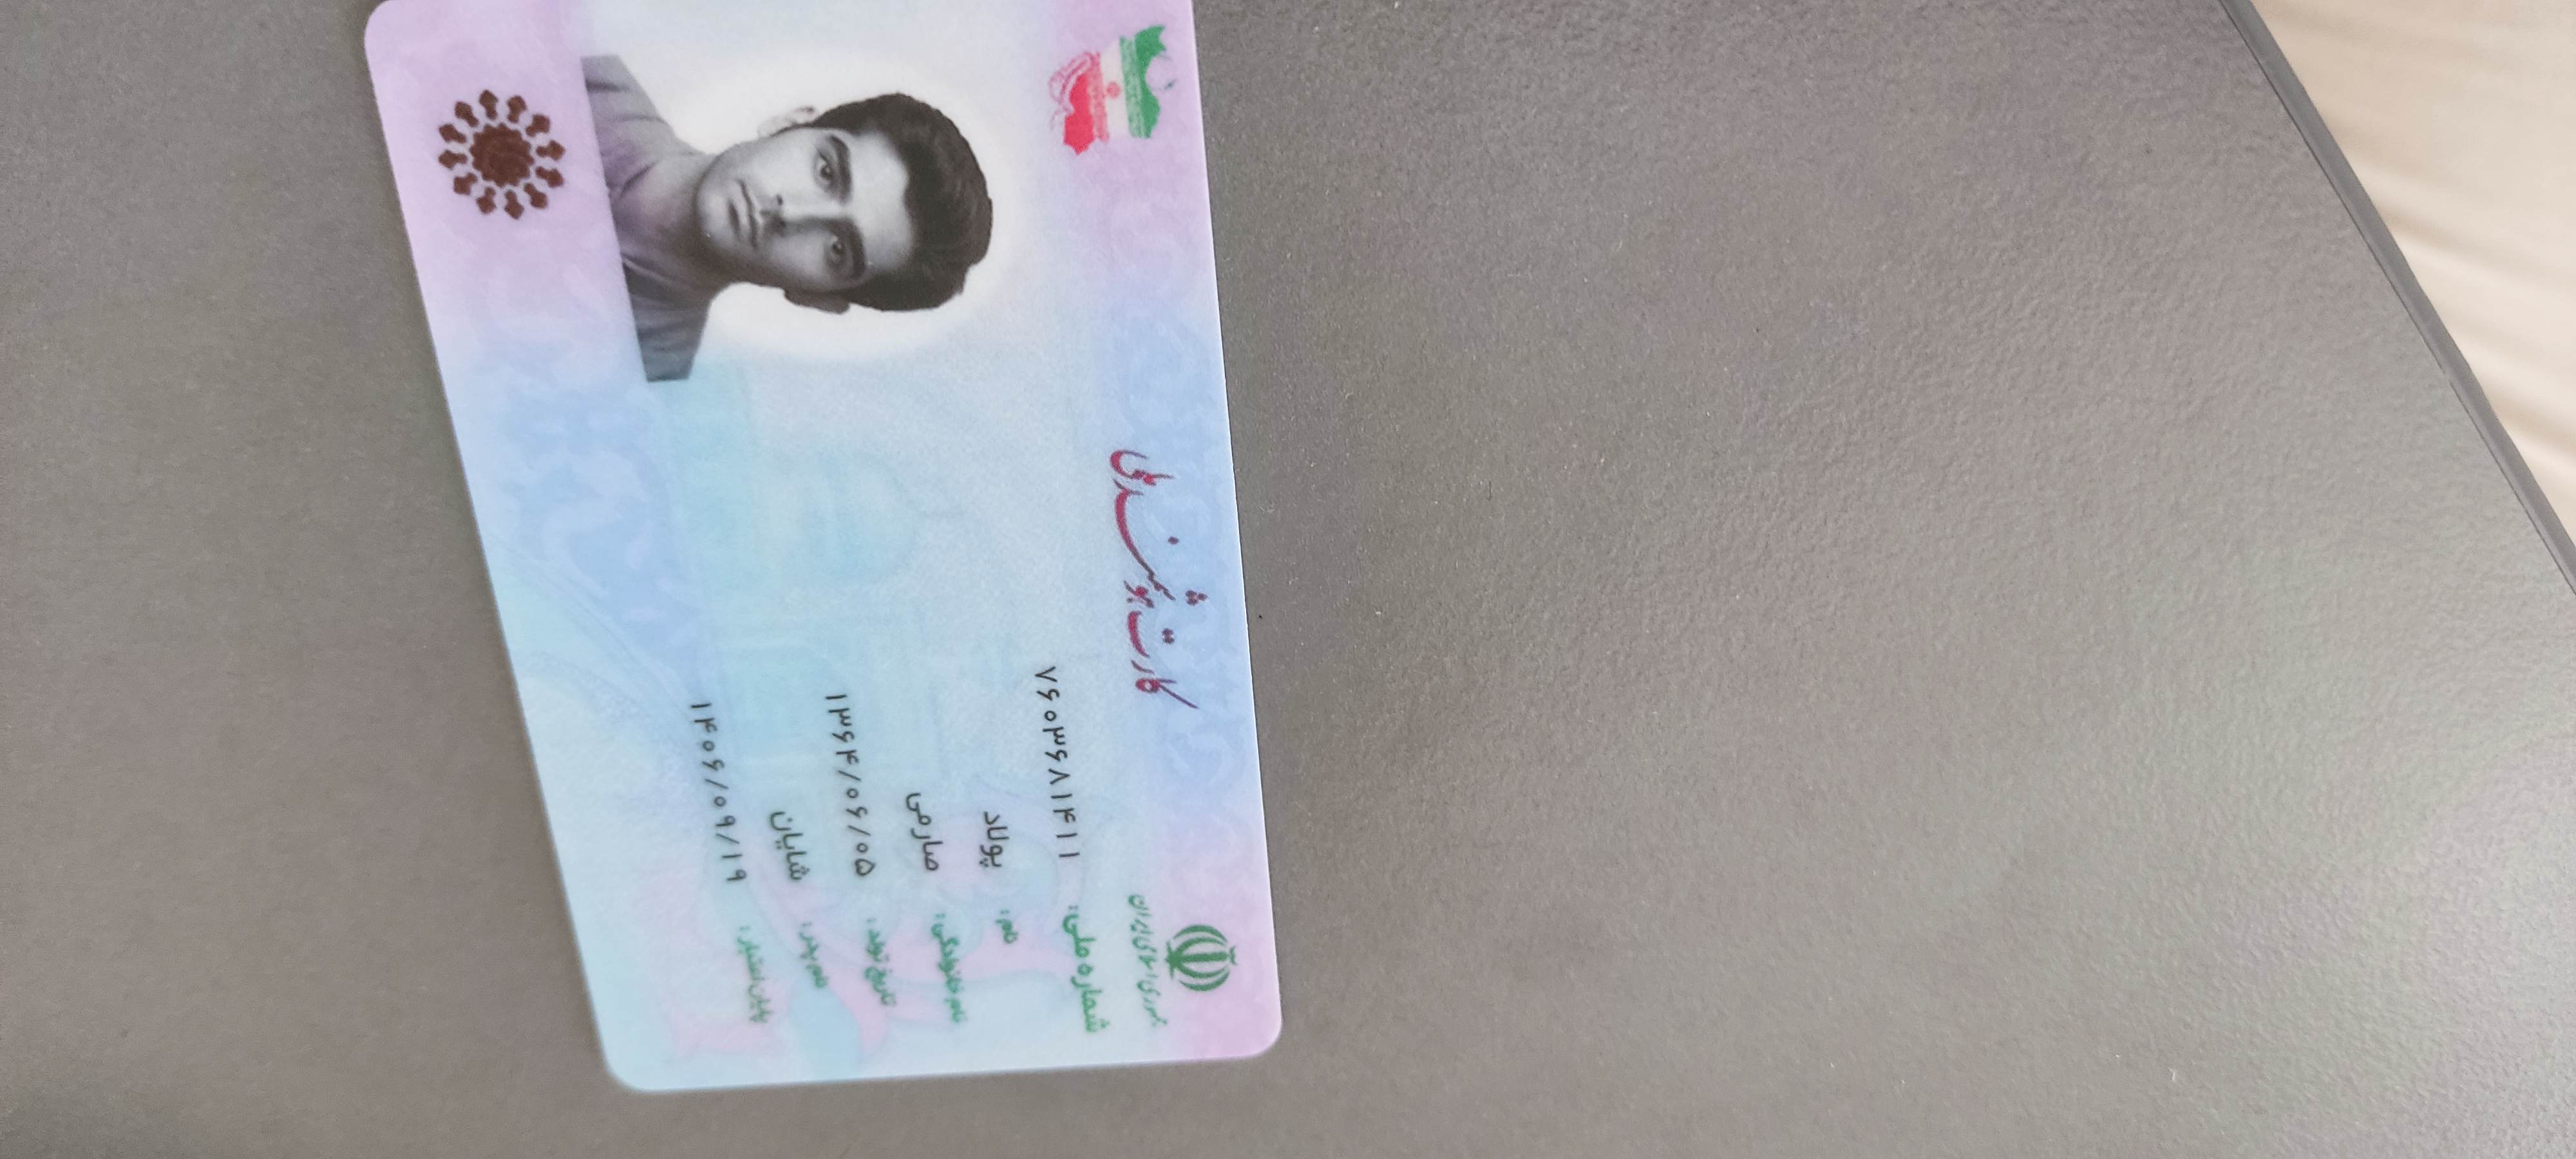 جمهوری اسلامی ایران
کارت هوشمند ملی
شماره ملی: ۷۶۰۳۶۸۱۴۱۱
نام: پولاد
نام خانوادگی: صارمی
تاریخ تولد: ۱۳۶۴/۰۶/۰۵
نام پدر: شایان
پایان اعتبار: ۱۴۰۶/۰۹/۱۹